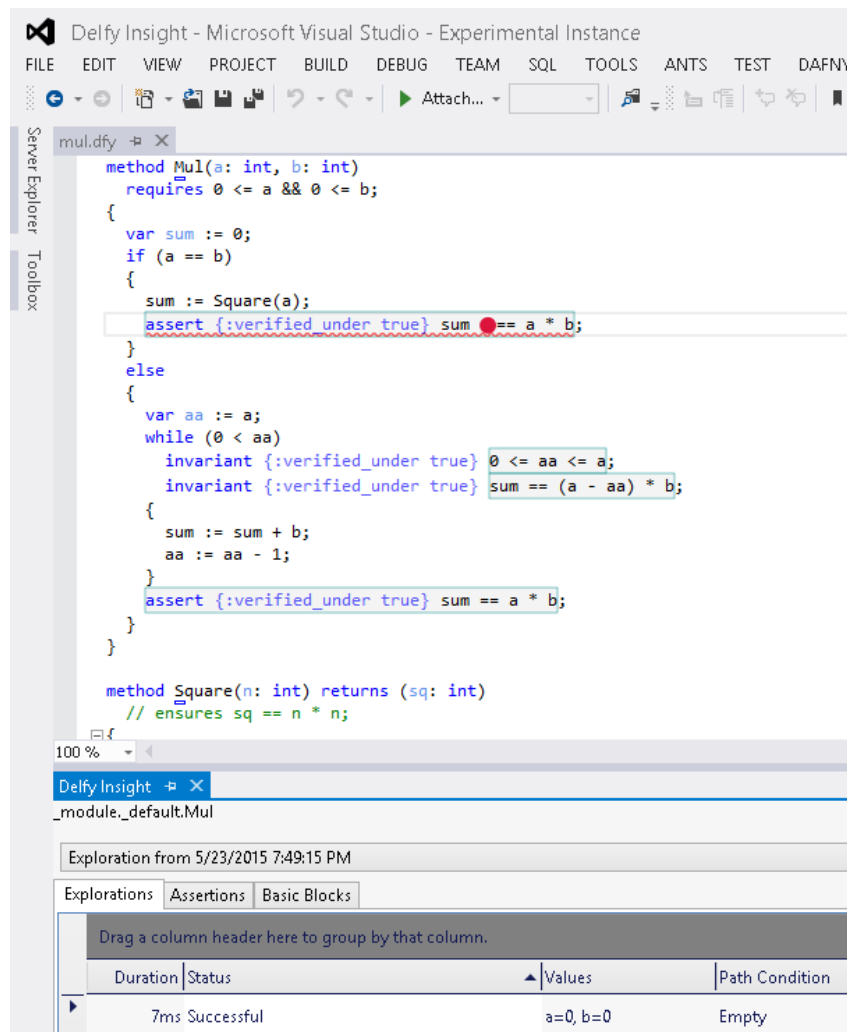 Delfy Insight - Microsoft Visual Studio - Experimental Instance
FILE EDIT VIEW PROJECT BUILD DEBUG TEAM SQL TOOLS ANTS TEST DAFNY
Attach...
Server Explorer
Toolbox
mul.dfy
method Mul(a: int, b: int)
requires 0 <= a && 0 <= b;
{
var sum := 0;
if (a == b)
{
sum := Square(a);
assert {:verified_under true} sum == a * b;
}
else
{
var aa := a;
while (0 < aa)
invariant {:verified_under true} 0 <= aa <= a;
invariant {:verified_under true} sum == (a - aa) * b;
{
sum := sum + b;
aa := aa - 1;
}
assert {:verified_under true} sum == a * b;
}
}
method Square(n: int) returns (sq: int)
// ensures sq == n * n;
{
100 %
Delfy Insight
_module._default.Mul
Exploration from 5/23/2015 7:49:15 PM
Explorations Assertions Basic Blocks
Drag a column header here to group by that column.
Duration Status Values Path Condition
7ms Successful a=0, b=0 Empty